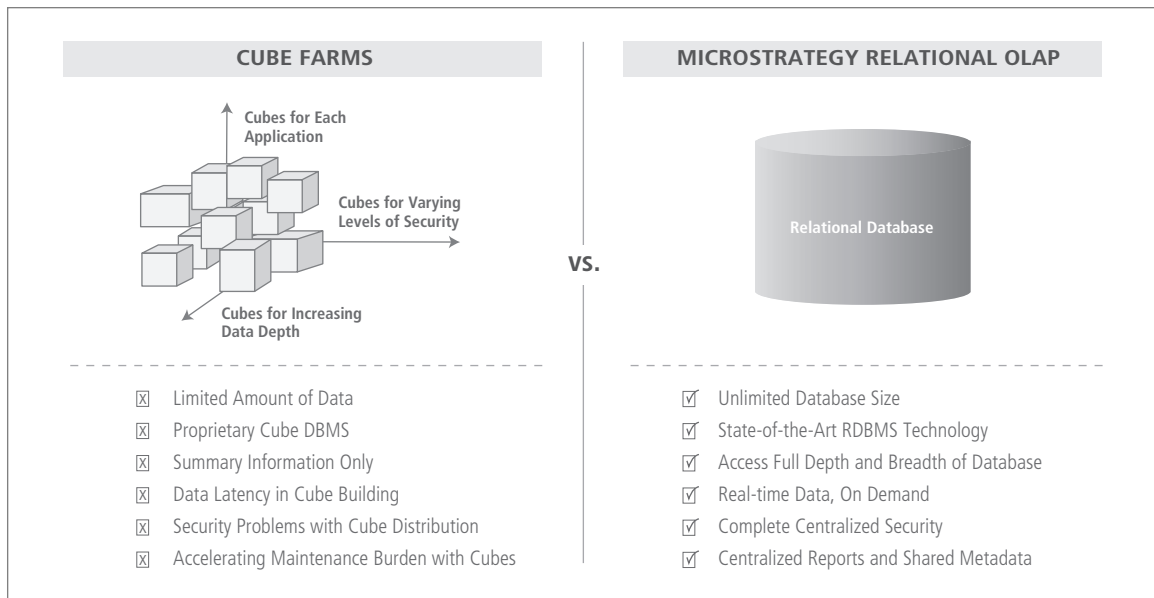 CUBE FARMS
Cubes for Each
Application
Cubes for Varying
Levels of Security
Cubes for Increasing
Data Depth
Limited Amount of Data
Proprietary Cube DBMS
Summary Information Only
Data Latency in Cube Building
Security Problems with Cube Distribution
Accelerating Maintenance Burden with Cubes
VS.
MICROSTRATEGY RELATIONAL OLAP
Relational Database
Unlimited Database Size
State-of-the-Art RDBMS Technology
Access Full Depth and Breadth of Database
Real-time Data, On Demand
Complete Centralized Security
Centralized Reports and Shared Metadata